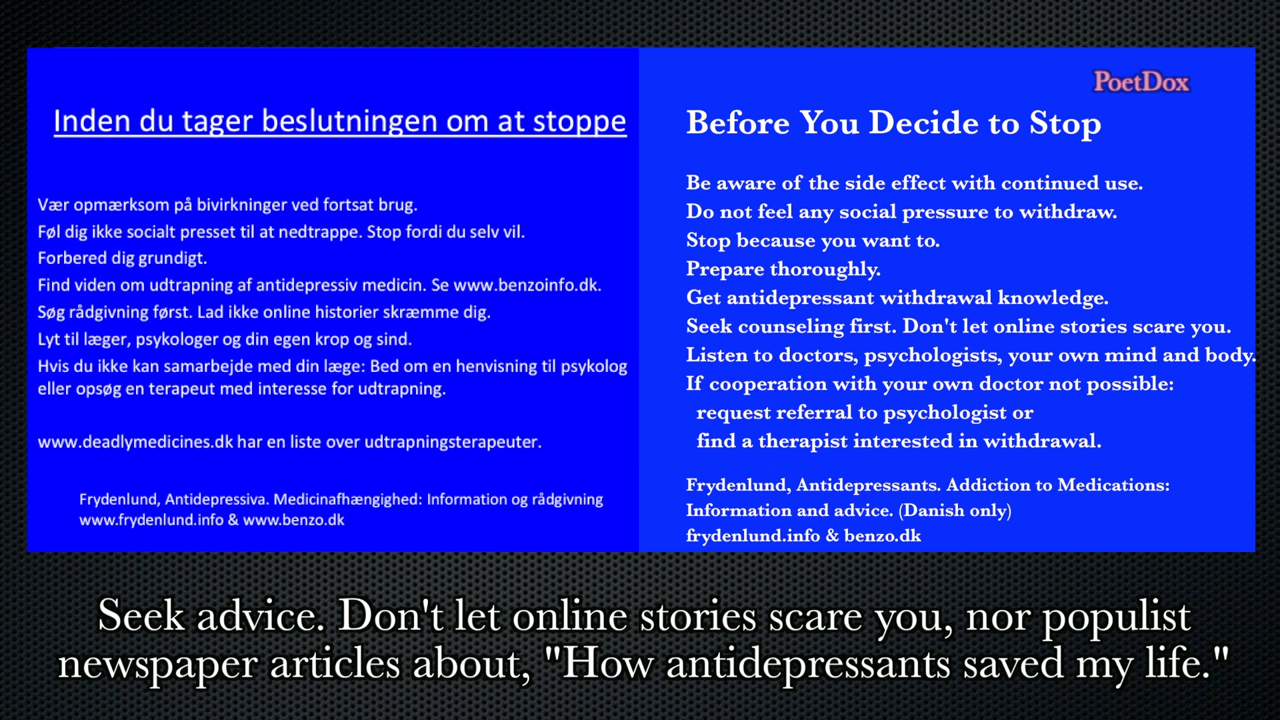 Inden du tager beslutningen om at stoppe
Vær opmærksom på bivirkninger ved fortsat brug.
Føl dig ikke socialt presset til at nedtrappe. Stop fordi du selv vil.
Forbered dig grundigt.
Find viden om udtrapning af antidepressiv medicin. Se www.benzoinfo.dk.
Søg rådgivning først. Lad ikke online historier skræmme dig.
Lyt til læger, psykologer og din egen krop og sind.
Hvis du ikke kan samarbejde med din læge: Bed om en henvisning til psykolog
eller opsøg en terapeut med interesse for udtrapning.
www.deadlymedicines.dk har en liste over udtrapningsterapeuter.
Frydenlund, Antidepressiva. Medicinafhængighed: Information og rådgivning
www.frydenlund.info & www.benzo.dk
PoetDox
Before You Decide to Stop
Be aware of the side effect with continued use.
Do not feel any social pressure to withdraw.
Stop because you want to.
Prepare thoroughly.
Get antidepressant withdrawal knowledge.
Seek counseling first. Don't let online stories scare you.
Listen to doctors, psychologists, your own mind and body.
If cooperation with your own doctor not possible:
request referral to psychologist or
find a therapist interested in withdrawal.
Frydenlund, Antidepressants. Addiction to Medications:
Information and advice. (Danish only)
frydenlund.info & benzo.dk
Seek advice. Don't let online stories scare you, nor populist
newspaper articles about, "How antidepressants saved my life."